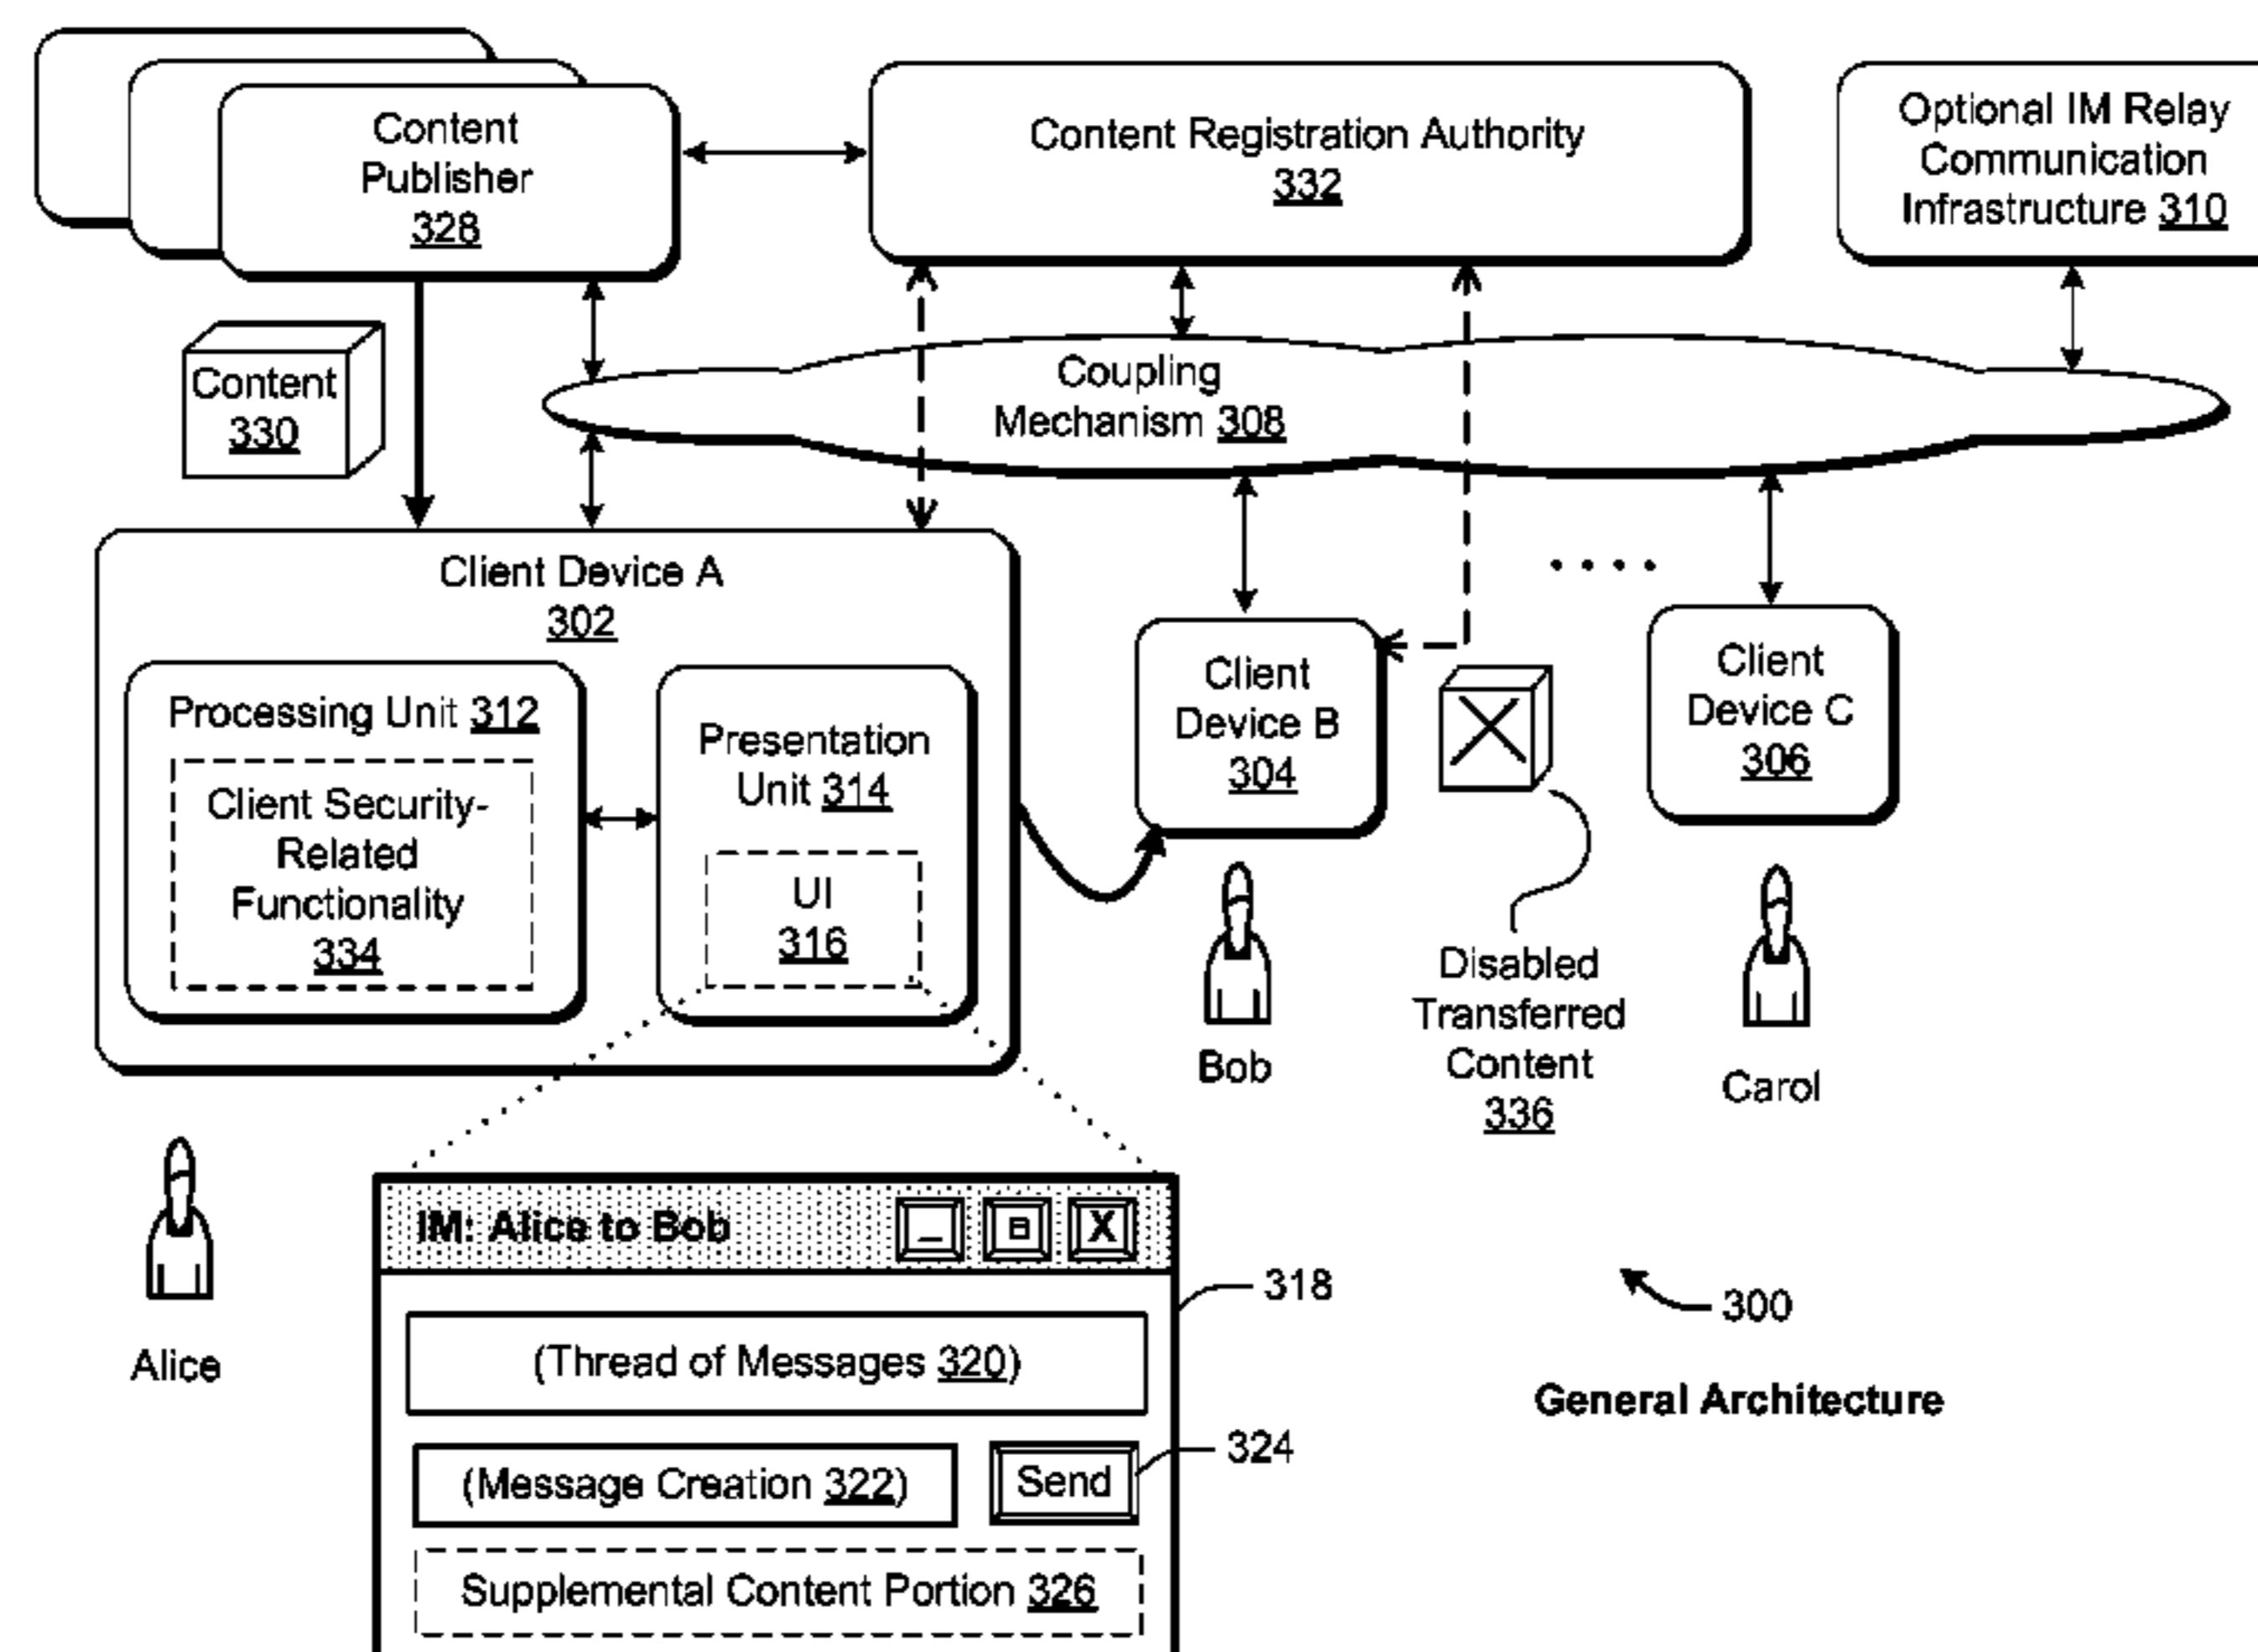 Content
Publisher
328
Content Registration Authority
332
Optional IM Relay
Communication
Infrastructure 310
Content
330
Coupling
Mechanism 308
Client Device A
302
Processing Unit 312
Client Security-
Related
Functionality
334
Presentation
Unit 314
UI
316
Client
Device B
304
Client
Device C
306
Bob
Disabled
Transferred
Content
336
Carol
Alice
IM: Alice to Bob
X
318
(Thread of Messages 320)
300
General Architecture
(Message Creation 322)
Send
324
Supplemental Content Portion 326